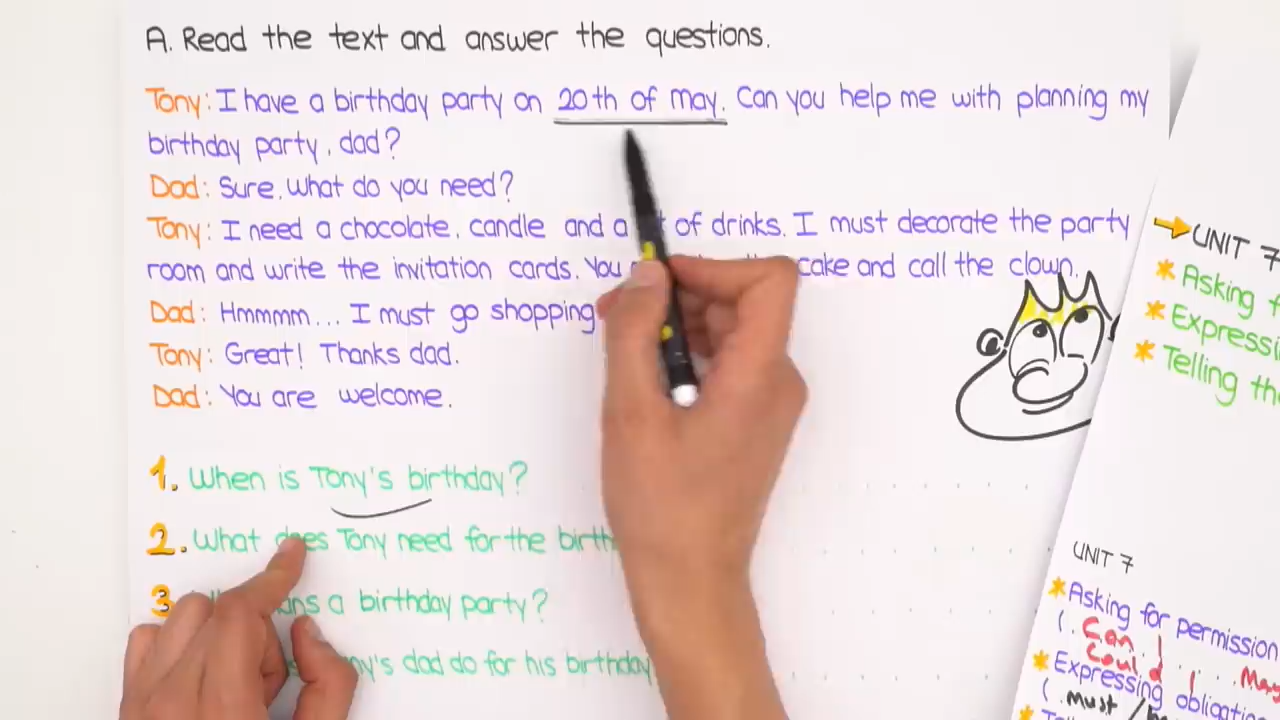 A. Read the text and answer the questions.
Tony: I have a birthday party on 20th of may. Can you help me with planning my
birthday party, dad?
Dad: Sure. What do you need?
Tony: I need a chocolate, candle and a of drinks. I must decorate the party
room and write the invitation cards. You cake and call the clown.
Dad: Hmmmm... I must go shopping
Tony: Great! Thanks dad.
Dad: You are welcome.
1. When is Tony's birthday?
2. What does Tony need for the
3 a birthday party?
dad do for his birthday
UNIT 7
* Asking
*
* Telling
UNIT 7
* Asking for permission
(. Can
Could
* Expressing
(. must